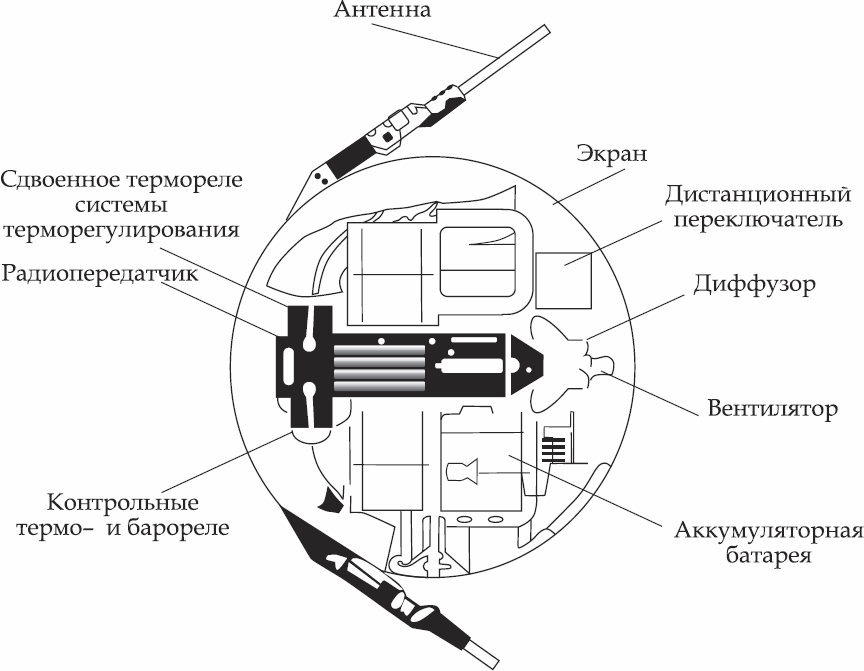 Антенна
Экран
Сдвоенное термореле
системы
терморегулирования
Дистанционный
переключатель
Радиопередатчик
Диффузор
Вентилятор
Контрольные
термо– и барореле
Аккумуляторная
батарея